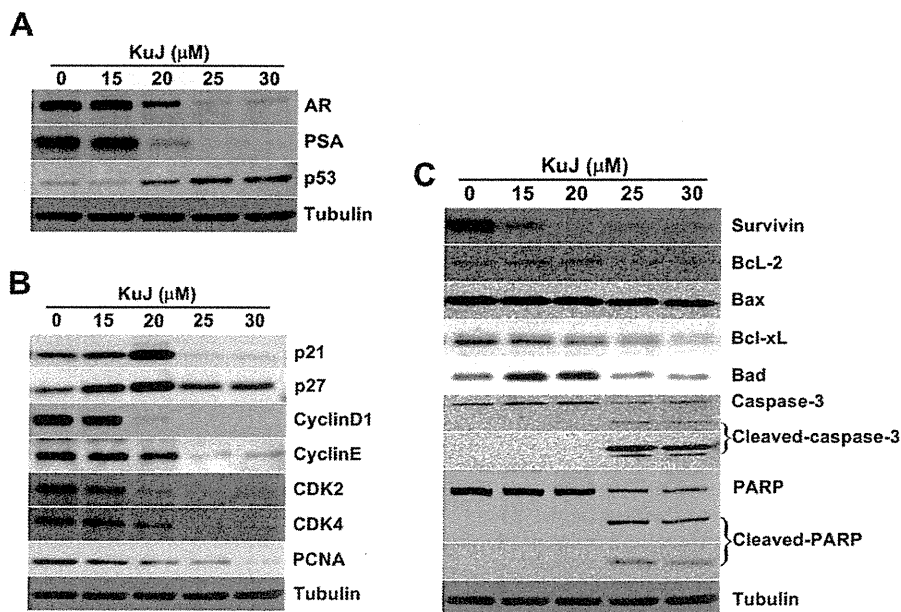 A
KuJ (µM)
0 15 20 25 30
AR
PSA
p53
Tubulin
B
KuJ (µM)
0 15 20 25 30
p21
p27
CyclinD1
CyclinE
CDK2
CDK4
PCNA
Tubulin
C
KuJ (µM)
0 15 20 25 30
Survivin
BcL-2
Bax
Bcl-xL
Bad
Caspase-3
Cleaved-caspase-3
PARP
Cleaved-PARP
Tubulin